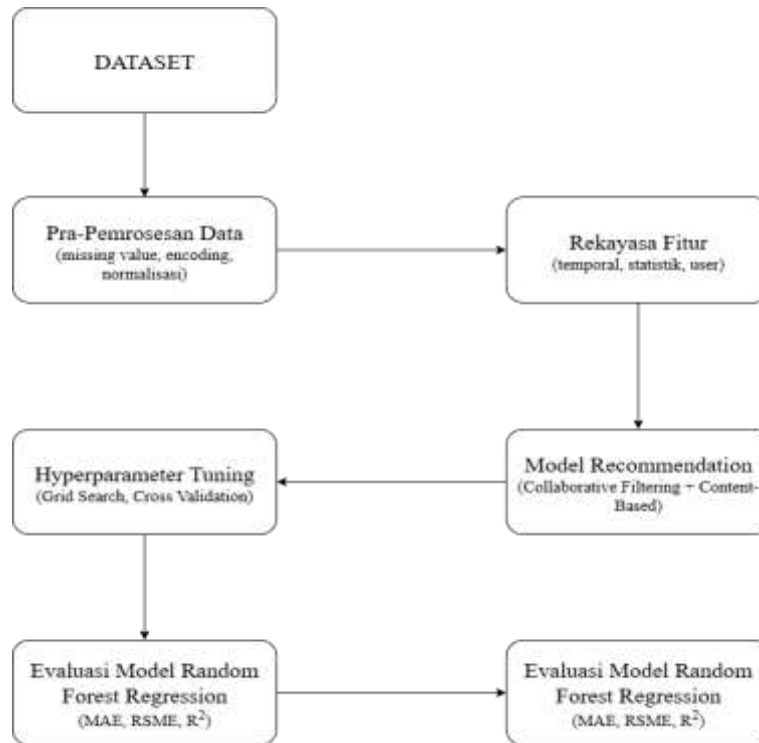 DATASET
Pra-Pemrosesan Data
(missing value, encoding,
normalisasi)
Rekayasa Fitur
(temporal, statistik, user)
Model Recommendation
(Collaborative Filtering + Content-
Based)
Hyperparameter Tuning
(Grid Search, Cross Validation)
Evaluasi Model Random
Forest Regression
(MAE, RSME, R²)
Evaluasi Model Random
Forest Regression
(MAE, RSME, R²)